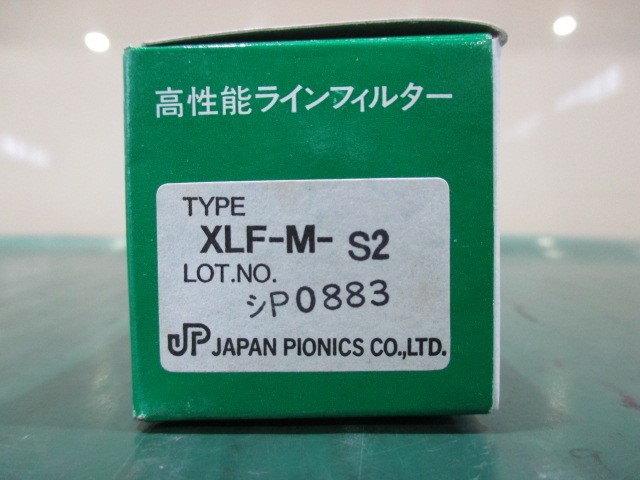 高性能ラインフィルター
TYPE
XLF-M- S2
LOT.NO.
シP0883
JP JAPAN PIONICS CO.,LTD.